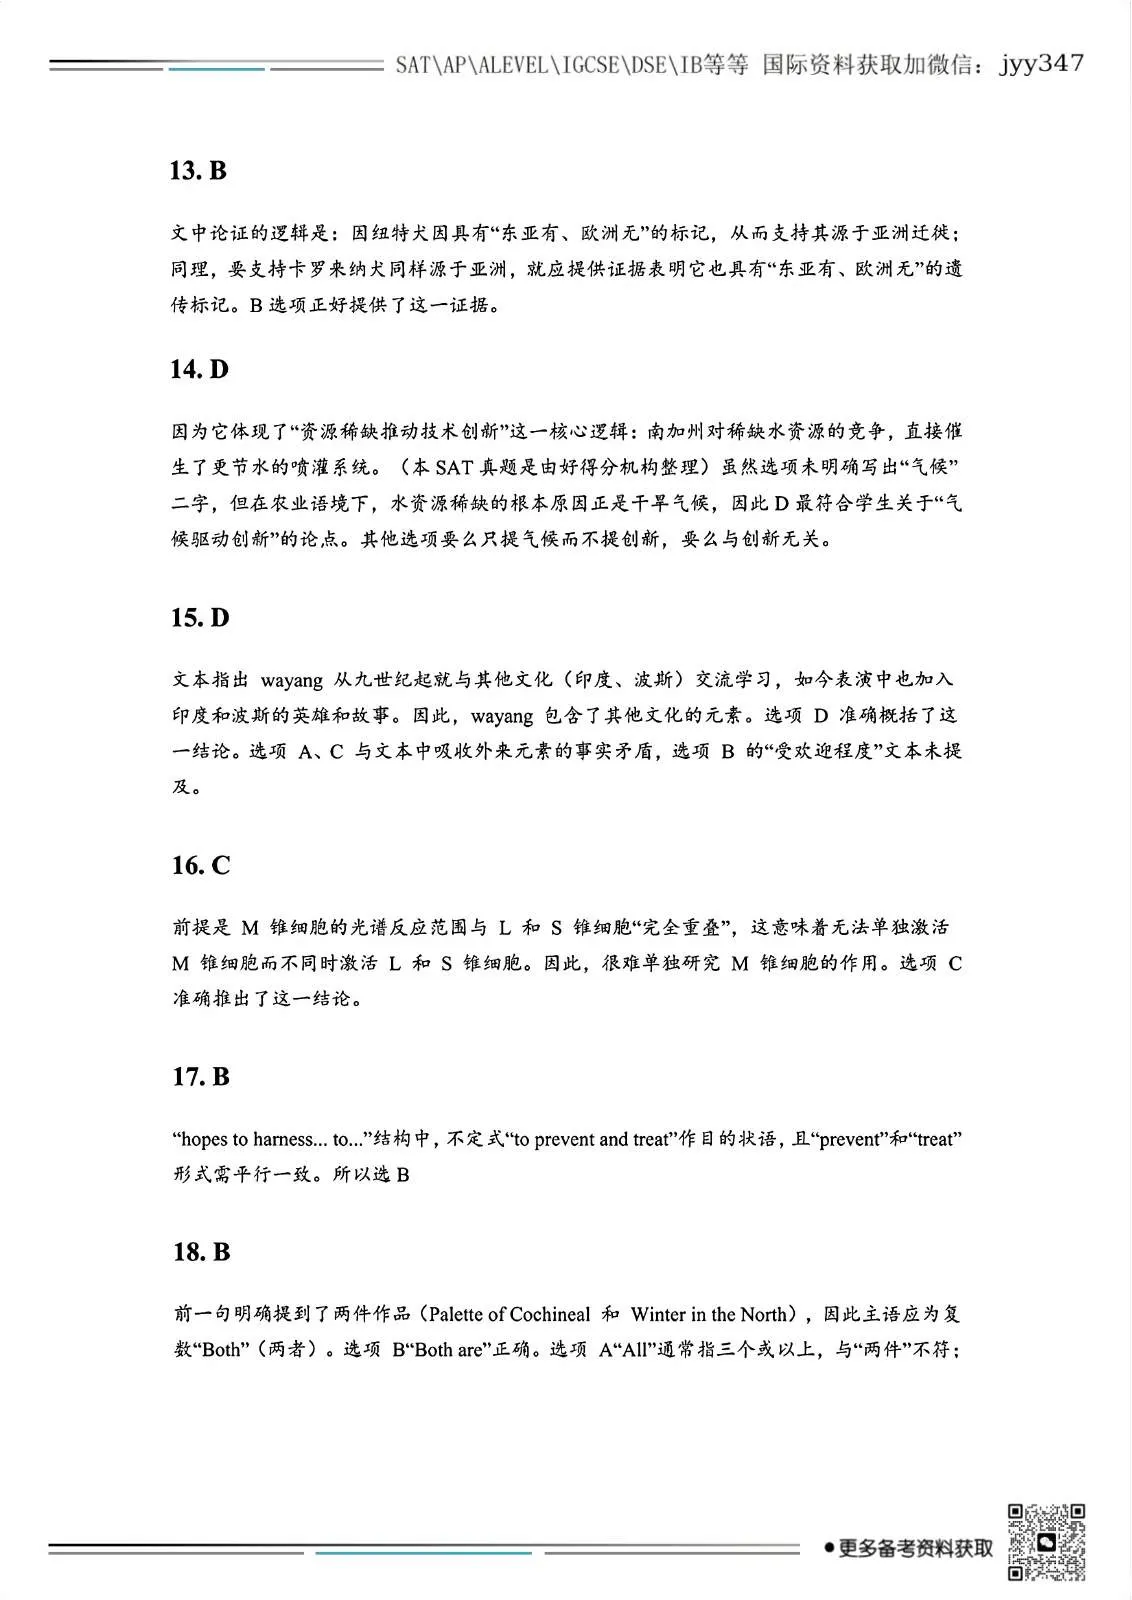 SAT\AP\ALEVEL\IGCSE\DSE\IB等等 国际资料获取加微信: jyy347
13. B
文中论证的逻辑是：因纽特犬因具有“东亚有、欧洲无”的标记，从而支持其源于亚洲迁徙；
同理，要支持卡罗来纳犬同样源于亚洲，就应提供证据表明它也具有“东亚有、欧洲无”的遗
传标记。B 选项正好提供了这一证据。
14. D
因为它体现了“资源稀缺推动技术创新”这一核心逻辑：南加州对稀缺水资源的竞争，直接催
生了更节水的喷灌系统。（本 SAT 真题是由好得分机构整理）虽然选项未明确写出“气候”
二字，但在农业语境下，水资源稀缺的根本原因正是干旱气候，因此 D 最符合学生关于“气
候驱动创新”的论点。其他选项要么只提气候而不提创新，要么与创新无关。
15. D
文本指出 wayang 从九世纪起就与其他文化（印度、波斯）交流学习，如今表演中也加入
印度和波斯的英雄和故事。因此，wayang 包含了其他文化的元素。选项 D 准确概括了这
一结论。选项 A、C 与文本中吸收外来元素的事实矛盾，选项 B 的“受欢迎程度”文本未提
及。
16. C
前提是 M 锥细胞的光谱反应范围与 L 和 S 锥细胞“完全重叠”，这意味着无法单独激活
M 锥细胞而不同时激活 L 和 S 锥细胞。因此，很难单独研究 M 锥细胞的作用。选项 C
准确推出了这一结论。
17. B
“hopes to harness... to...”结构中，不定式“to prevent and treat”作目的状语，且“prevent”和“treat”
形式需平行一致。所以选 B
18. B
前一句明确提到了两件作品（Palette of Cochineal 和 Winter in the North），因此主语应为复
数“Both”（两者）。选项 B“Both are”正确。选项 A“All”通常指三个或以上，与“两件”不符；
●更多备考资料获取